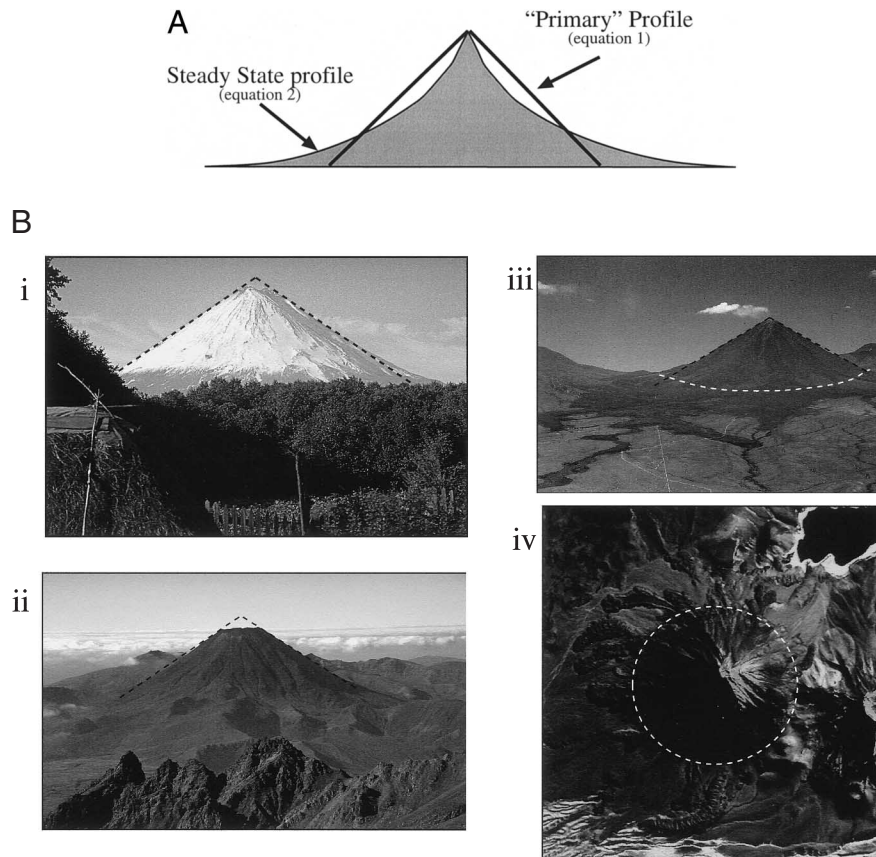 A
“Primary” Profile
(equation 1)
Steady State profile
(equation 2)
B
i
ii
iii
iv